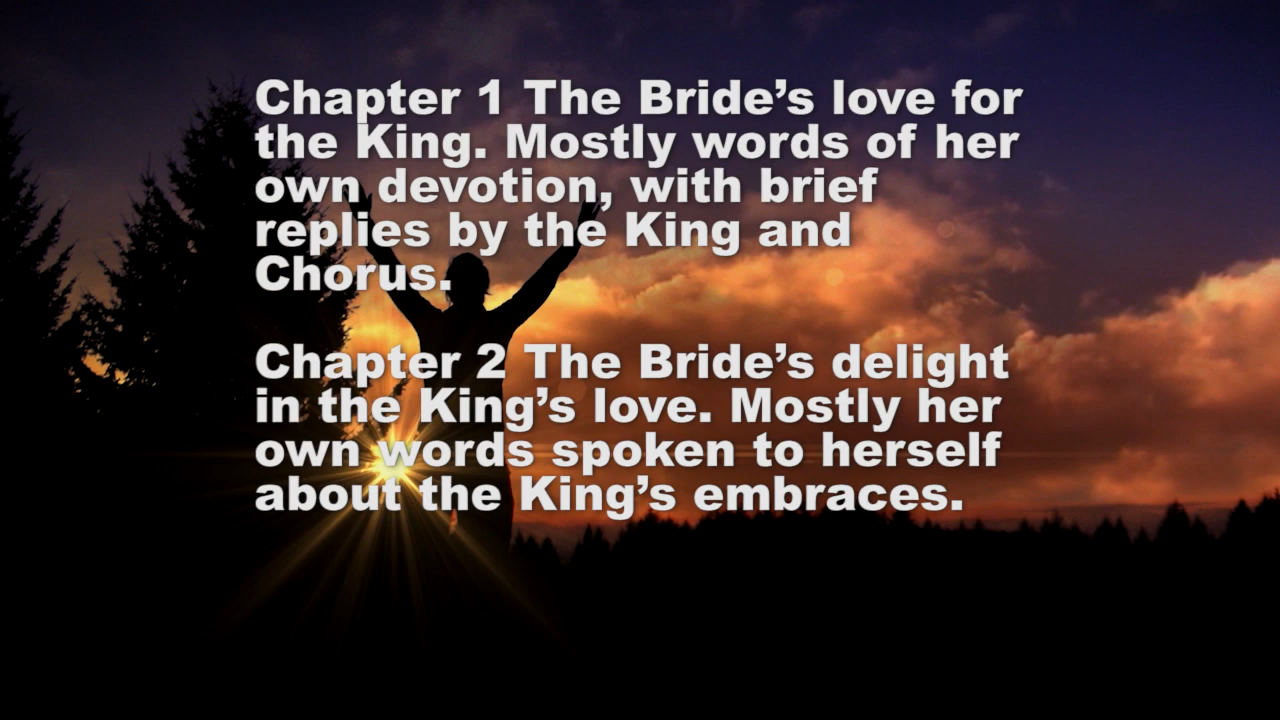 Chapter 1 The Bride’s love for
the King. Mostly words of her
own devotion, with brief
replies by the King and
Chorus.
Chapter 2 The Bride’s delight
in the King’s love. Mostly her
own words spoken to herself
about the King’s embraces.